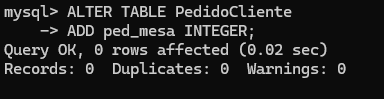 mysql> ALTER TABLE PedidoCliente
    -> ADD ped_mesa INTEGER;
Query OK, 0 rows affected (0.02 sec)
Records: 0  Duplicates: 0  Warnings: 0